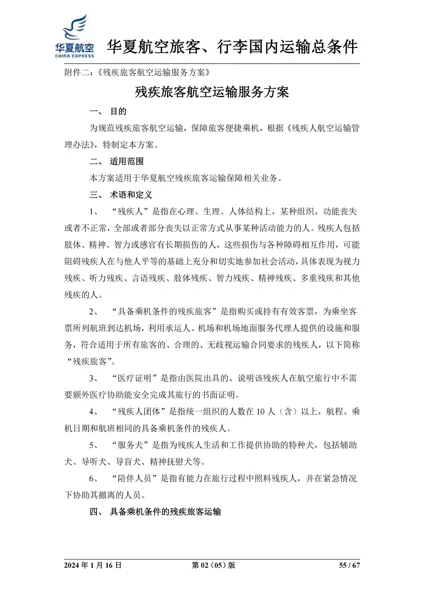 华夏航空
CHINA EXPRESS
华夏航空旅客、行李国内运输总条件
附件二：《残疾旅客航空运输服务方案》
残疾旅客航空运输服务方案
一、 目的
为规范残疾旅客航空运输，保障旅客便捷乘机，根据《残疾人航空运输管
理办法》，特制定本方案。
二、 适用范围
本方案适用于华夏航空残疾旅客运输保障相关业务。
三、 术语和定义
1、 “残疾人”是指在心理、生理、人体结构上，某种组织、功能丧失
或者不正常，全部或者部分丧失以正常方式从事某种活动能力的人。残疾人包括
肢体、精神、智力或感官有长期损伤的人，这些损伤与各种障碍相互作用，可能
阻碍残疾人在与他人平等的基础上充分和切实地参加社会活动，具体表现为视力
残疾、听力残疾、言语残疾、肢体残疾、智力残疾、精神残疾、多重残疾和其他
残疾的人。
2、 “具备乘机条件的残疾旅客”是指购买或持有有效客票，为乘坐客
票所列航班到达机场，利用承运人、机场和机场地面服务代理人提供的设施和服
务，符合适用于所有旅客的、合理的、无歧视运输合同要求的残疾人，以下简称
“残疾旅客”。
3、 “医疗证明”是指由医院出具的、说明该残疾人在航空旅行中不需
要额外医疗协助能安全完成其旅行的书面证明。
4、 “残疾人团体”是指统一组织的人数在 10 人（含）以上，航程、乘
机日期和航班相同的具备乘机条件的残疾人。
5、 “服务犬”是指为残疾人生活和工作提供协助的特种犬，包括辅助
犬、导听犬、导盲犬、精神抚慰犬等。
6、 “陪伴人员”是指有能力在旅行过程中照料残疾人，并在紧急情况
下协助其撤离的人员。
四、 具备乘机条件的残疾旅客运输
2024 年 1 月 16 日 第 02（05）版 55 / 67